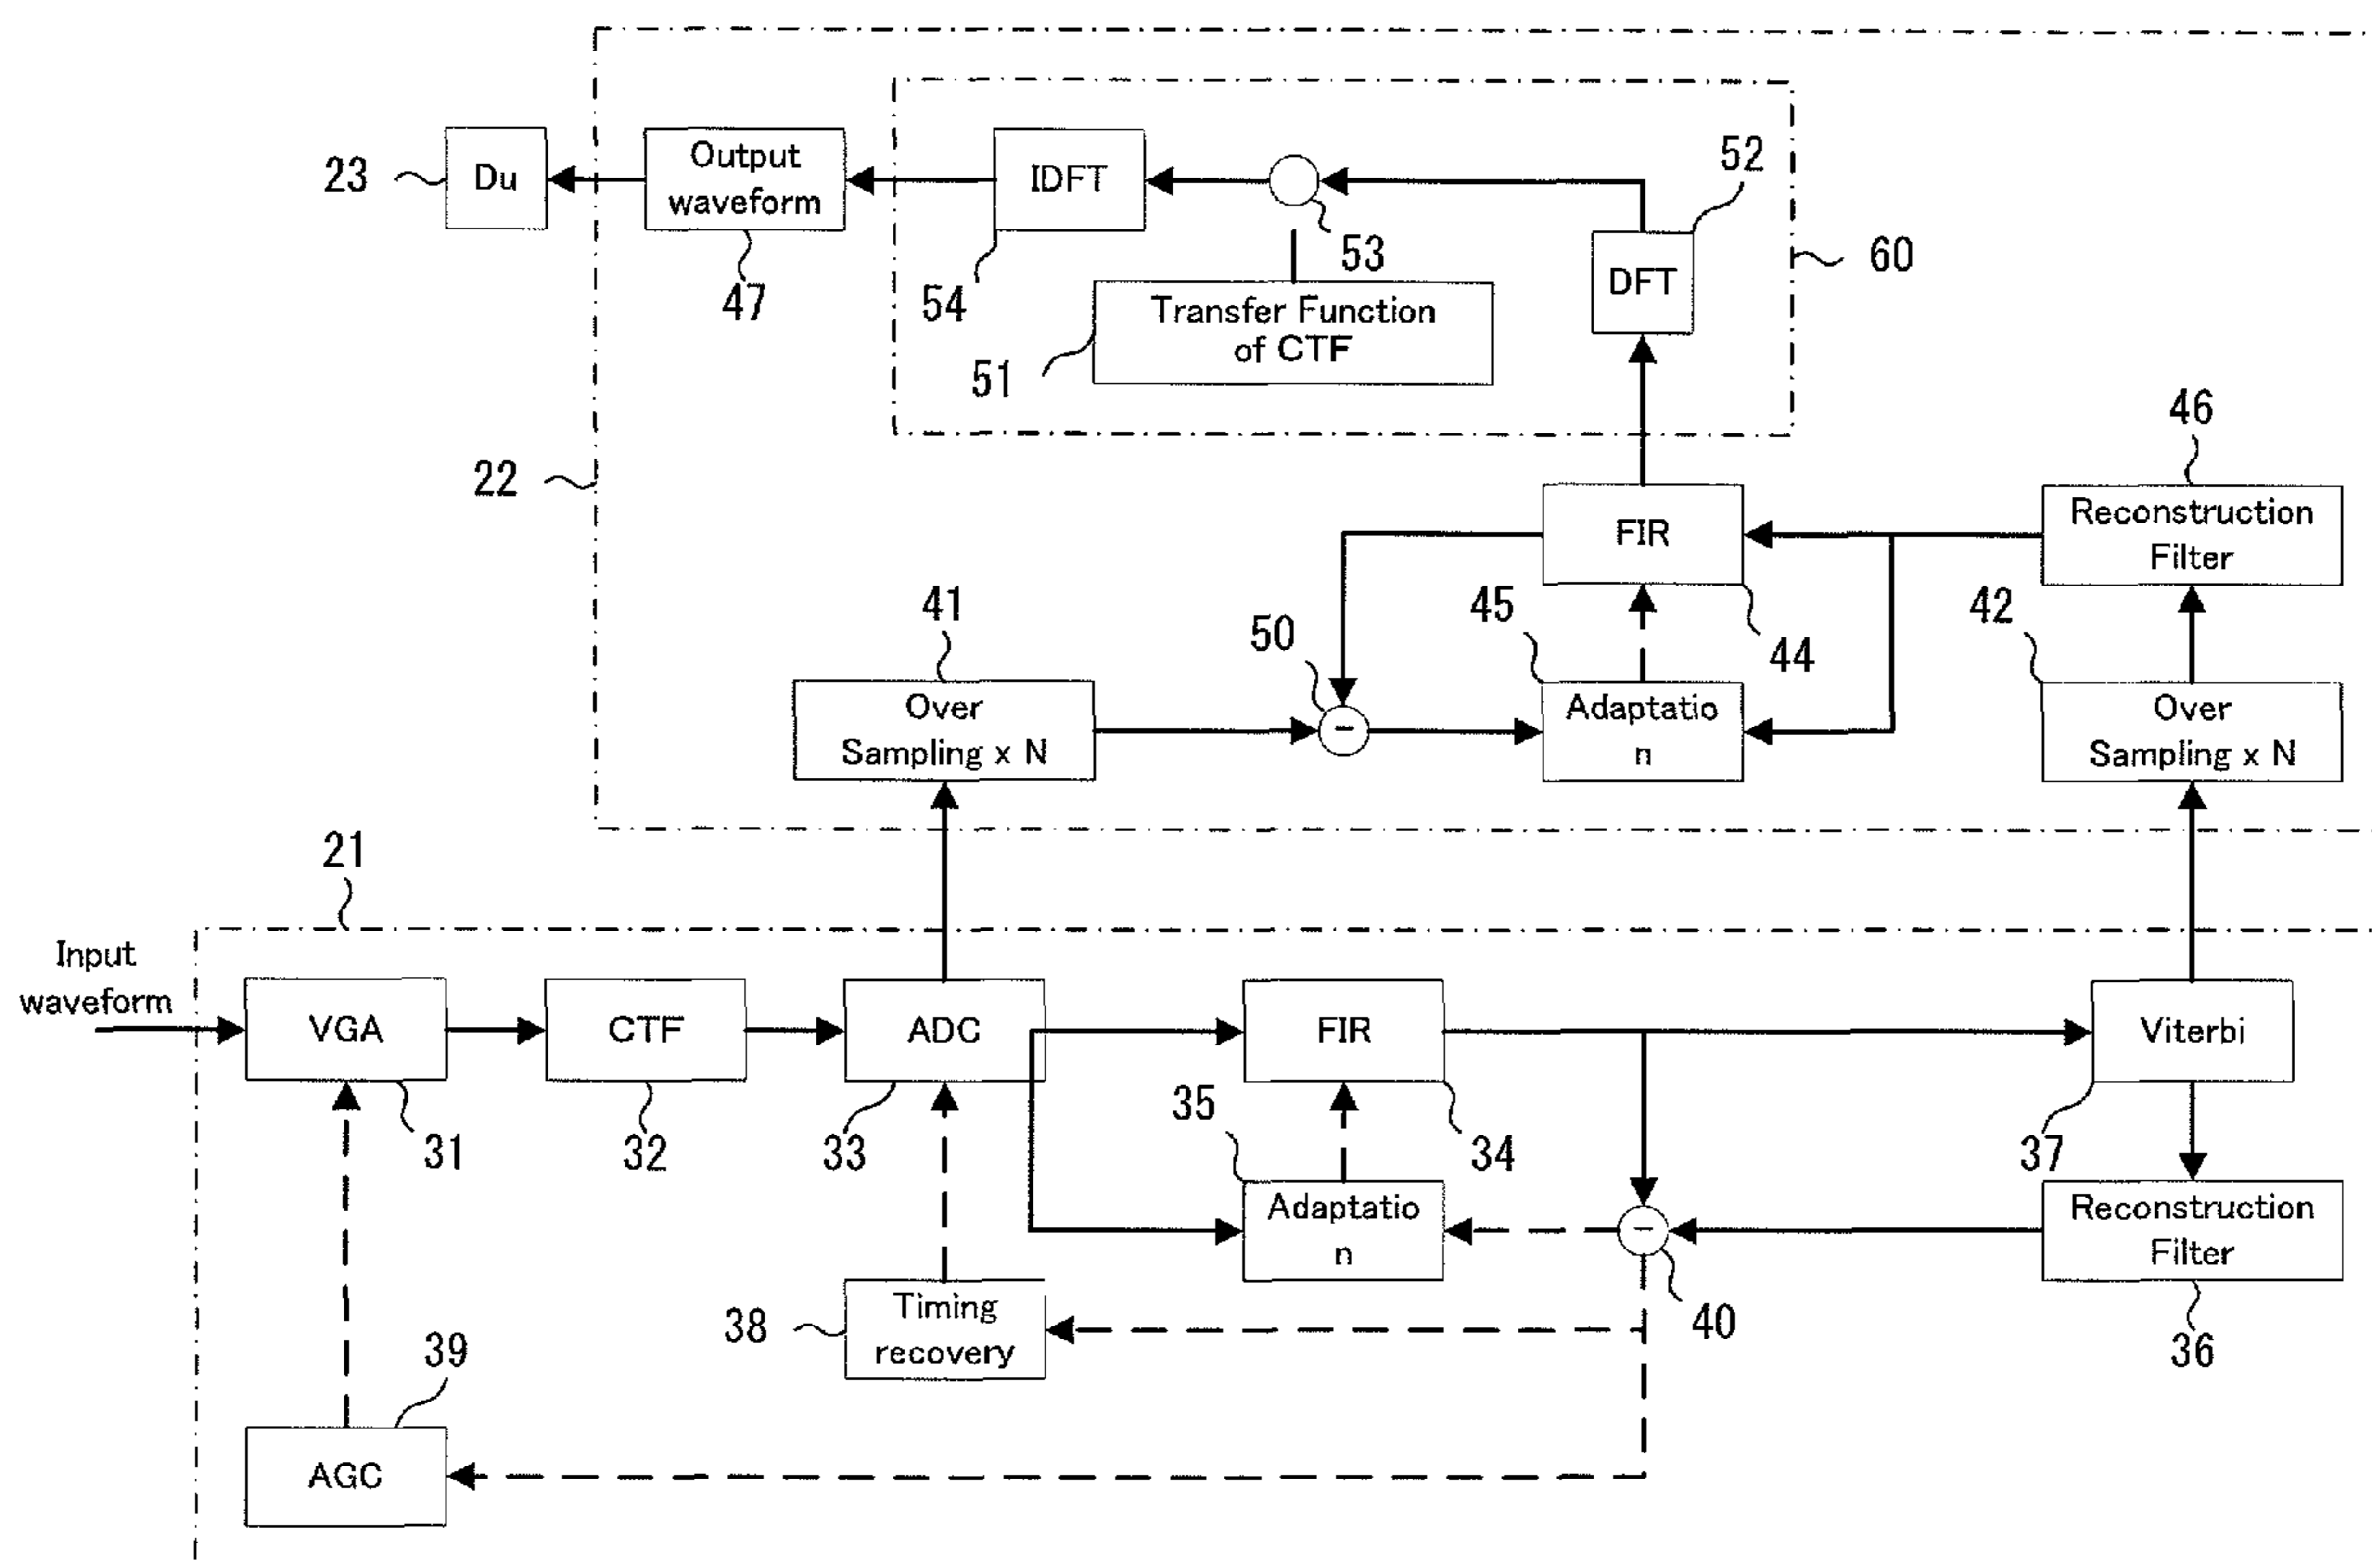 52
23
Du
Output
waveform
IDFT
53
60
DFT
47
54
Transfer Function
of CTF
51
46
22
Reconstruction
Filter
FIR
41
45
42
50
44
Over
Sampling x N
Adaptatio
n
Over
Sampling x N
21
Input
waveform
VGA
CTF
ADC
FIR
Viterbi
31
32
33
35
34
37
Adaptatio
n
Reconstruction
Filter
38
Timing
recovery
40
36
39
AGC